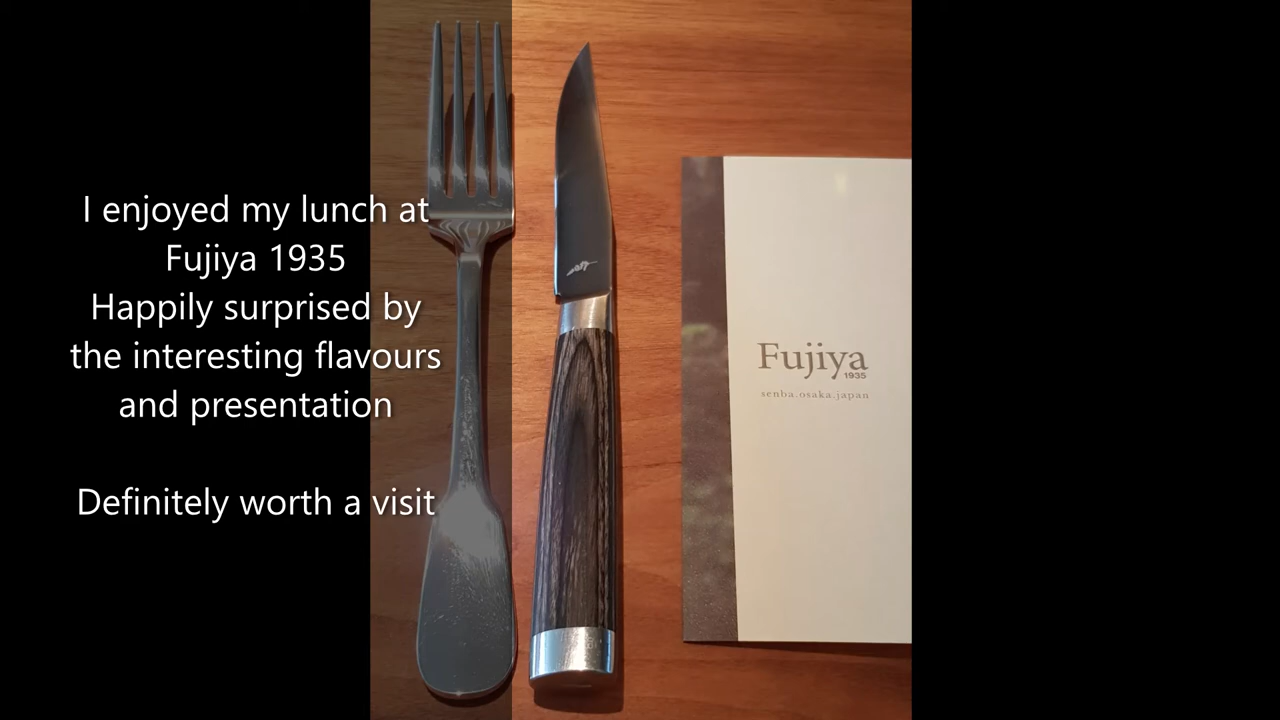 I enjoyed my lunch at
Fujiya 1935
Happily surprised by
the interesting flavours
and presentation
Definitely worth a visit
Fujiya
1935
senba.osaka.japan